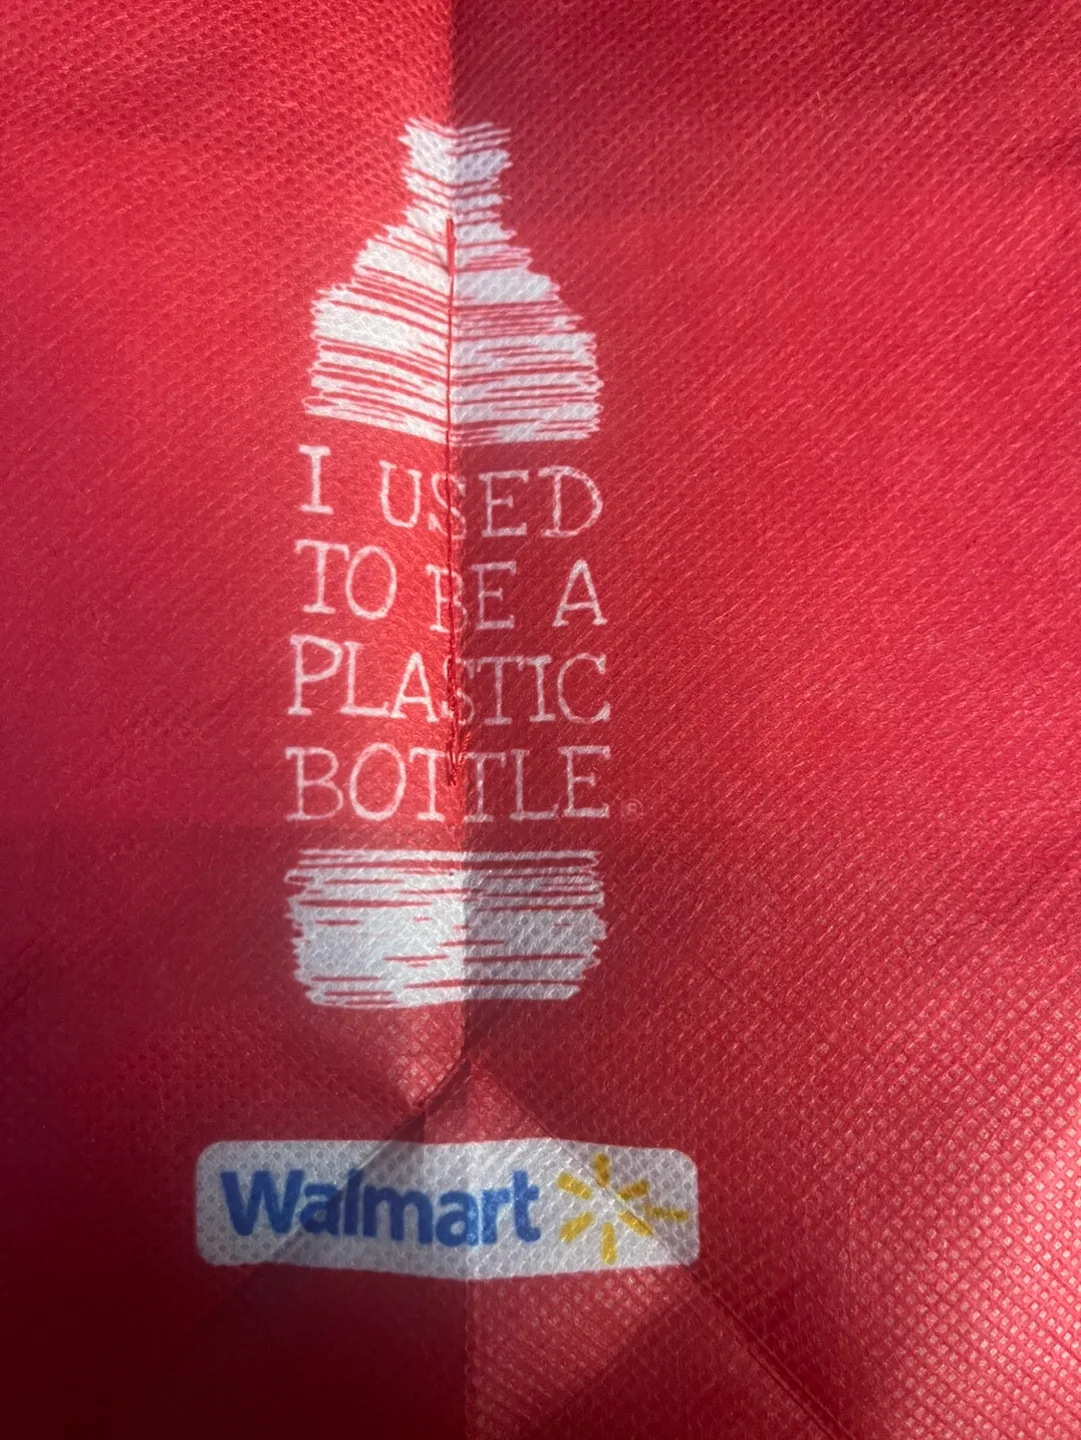 I USED
TO BE A
PLASTIC
BOTTLE.®
Walmart